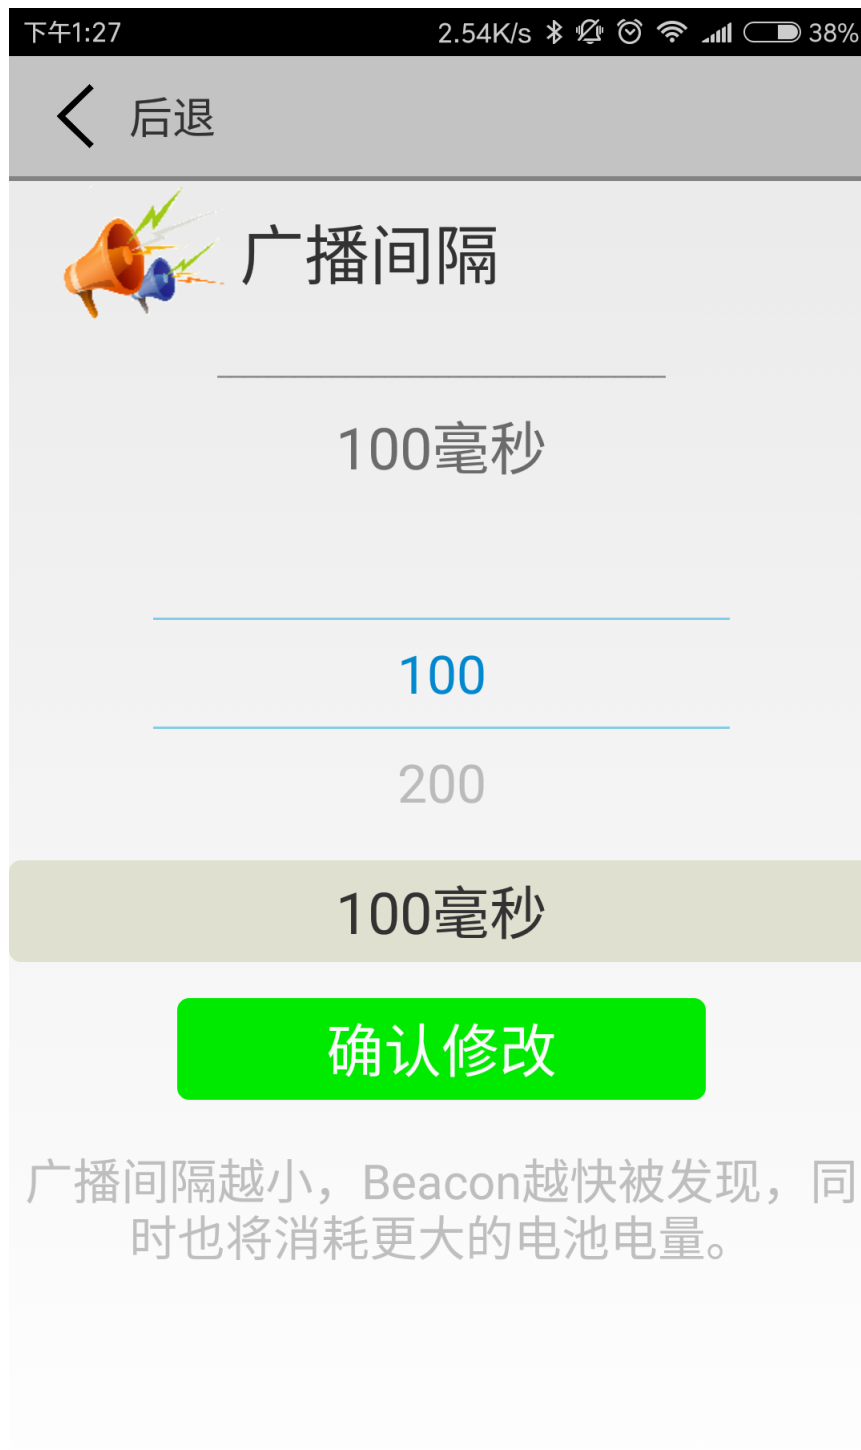 下午1:27 2.54K/s 38%
后退
广播间隔
100毫秒
100
200
100毫秒
确认修改
广播间隔越小，Beacon越快被发现，同
时也将消耗更大的电池电量。